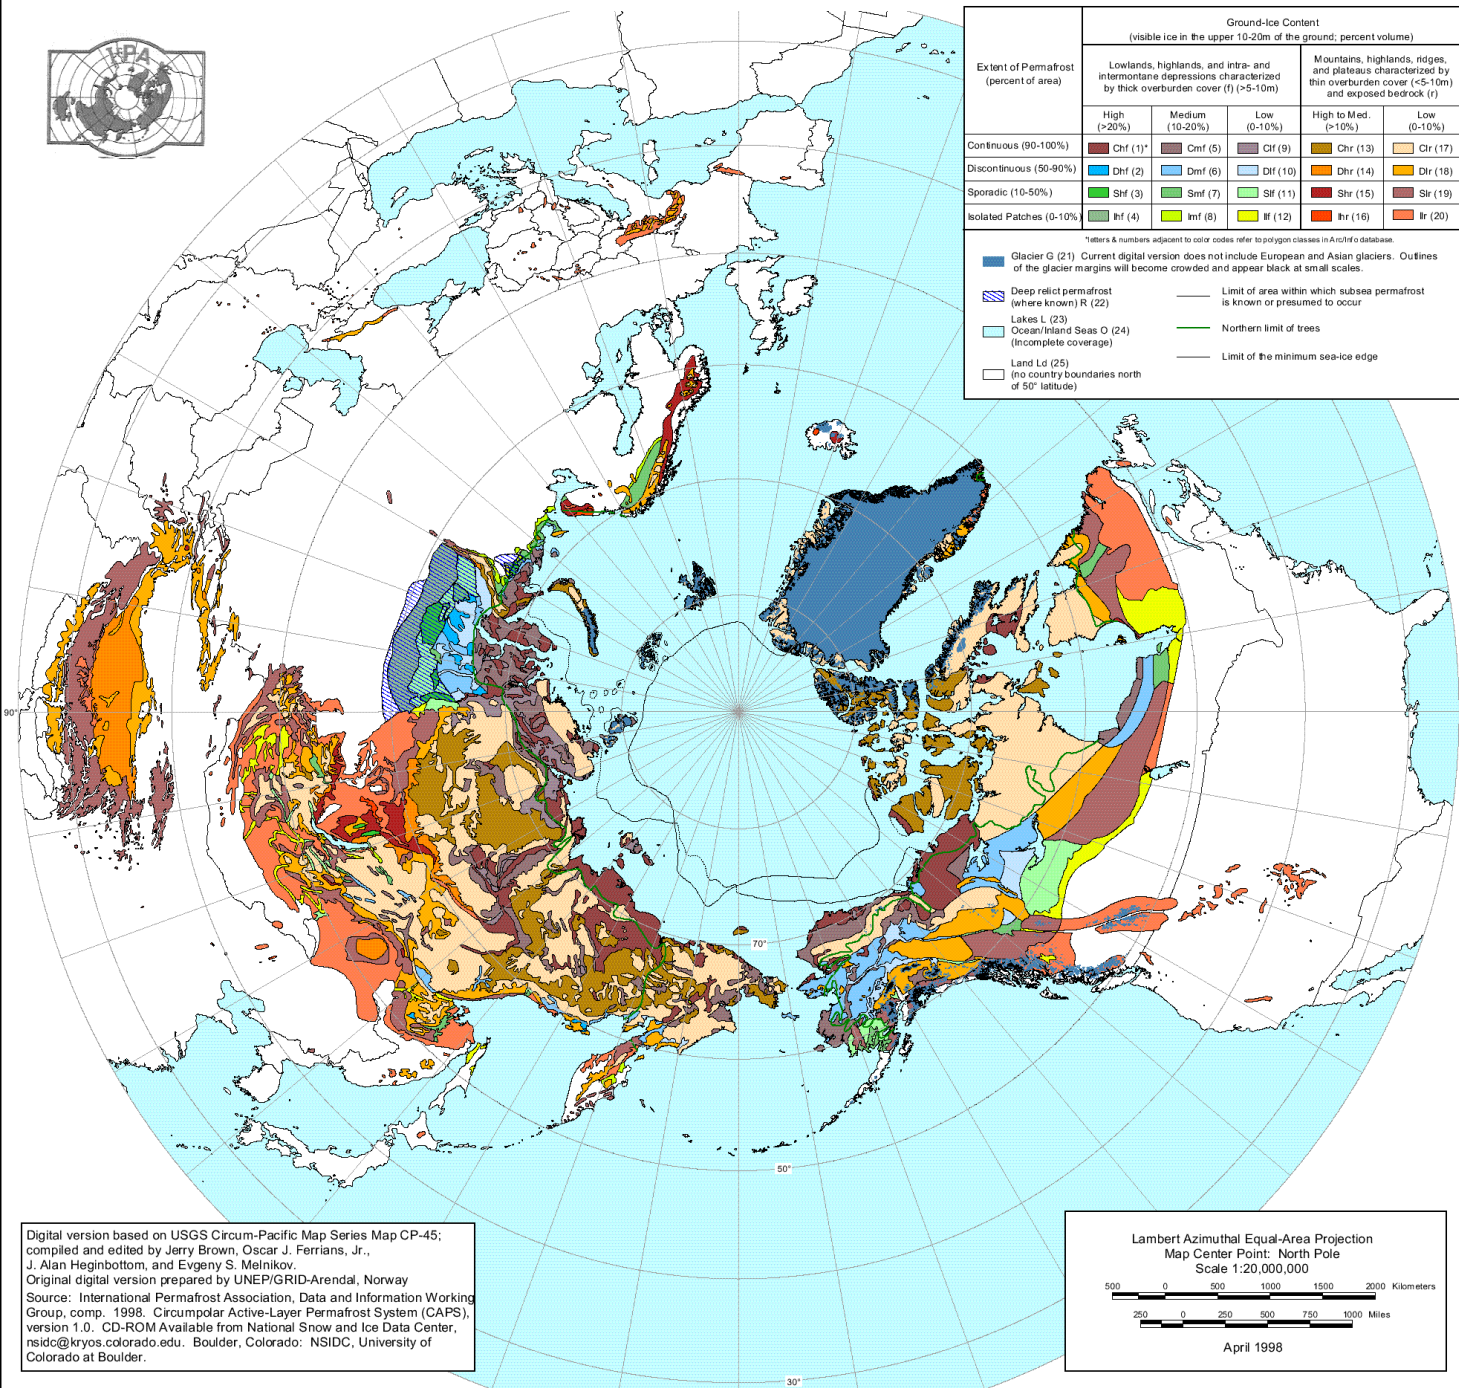 IPA
Ground-Ice Content
(visible ice in the upper 10-20m of the ground; percent volume)
Extent of Permafrost
(percent of area)
Lowlands, highlands, and intra- and
intermontane depressions characterized
by thick overburden cover (f) (>5-10m)
Mountains, highlands, ridges,
and plateaus characterized by
thin overburden cover (<5-10m)
and exposed bedrock (r)
High
(>20%)
Medium
(10-20%)
Low
(0-10%)
High to Med.
(>10%)
Low
(0-10%)
Continuous (90-100%) Chf (1)* Cmf (5) Clf (9) Chr (13) Clr (17)
Discontinuous (50-90%) Dhf (2) Dmf (6) Dlf (10) Dhr (14) Dlr (18)
Sporadic (10-50%) Shf (3) Smf (7) Slf (11) Shr (15) Slr (19)
Isolated Patches (0-10%) Ihf (4) Imf (8) Ilf (12) Ihr (16) Ilr (20)
*letters & numbers adjacent to color codes refer to polygon classes in Arc/Info database.
Glacier G (21) Current digital version does not include European and Asian glaciers. Outlines
of the glacier margins will become crowded and appear black at small scales.
Deep relict permafrost
(where known) R (22)
Lakes L (23)
Ocean/Inland Seas O (24)
(Incomplete coverage)
Land Ld (25)
(no country boundaries north
of 50° latitude)
Limit of area within which subsea permafrost
is known or presumed to occur
Northern limit of trees
Limit of the minimum sea-ice edge
90°
70°
50°
30°
Digital version based on USGS Circum-Pacific Map Series Map CP-45;
compiled and edited by Jerry Brown, Oscar J. Ferrians, Jr.,
J. Alan Heginbottom, and Evgeny S. Melnikov.
Original digital version prepared by UNEP/GRID-Arendal, Norway
Source: International Permafrost Association, Data and Information Working
Group, comp. 1998. Circumpolar Active-Layer Permafrost System (CAPS),
version 1.0. CD-ROM Available from National Snow and Ice Data Center,
nsidc@kryos.colorado.edu. Boulder, Colorado: NSIDC, University of
Colorado at Boulder.
Lambert Azimuthal Equal-Area Projection
Map Center Point: North Pole
Scale 1:20,000,000
500 0 500 1000 1500 2000 Kilometers
250 0 250 500 750 1000 Miles
April 1998